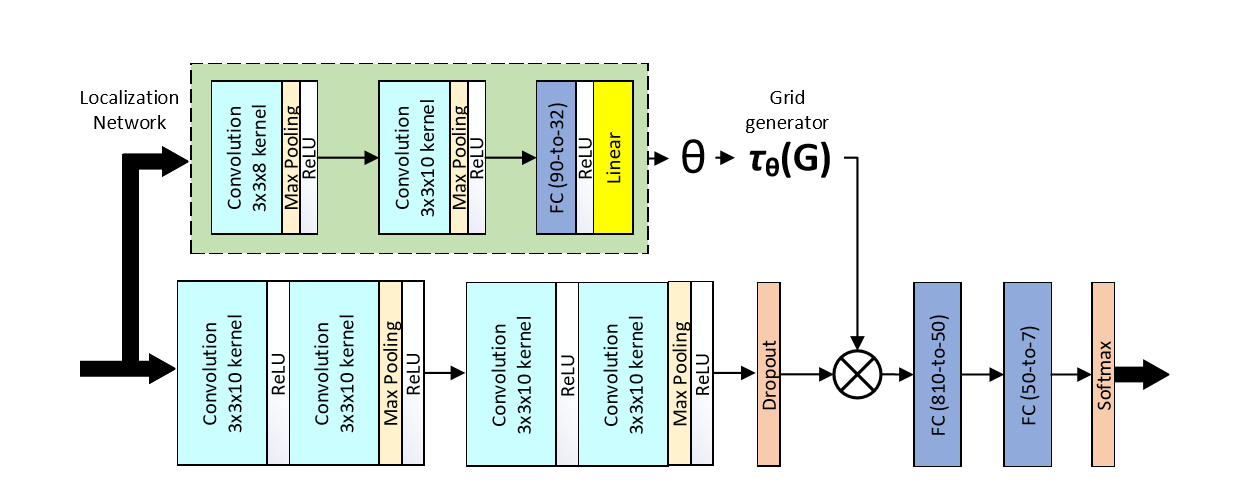 Localization
Network
Convolution
3x3x8 kernel
Max Pooling
ReLU
Convolution
3x3x10 kernel
Max Pooling
ReLU
FC (90-to-32)
ReLU
Linear
θ
Grid
generator
τθ(G)
Convolution
3x3x10 kernel
ReLU
Convolution
3x3x10 kernel
Max Pooling
ReLU
Convolution
3x3x10 kernel
ReLU
Convolution
3x3x10 kernel
Max Pooling
ReLU
Dropout
FC (810-to-50)
FC (50-to-7)
Softmax